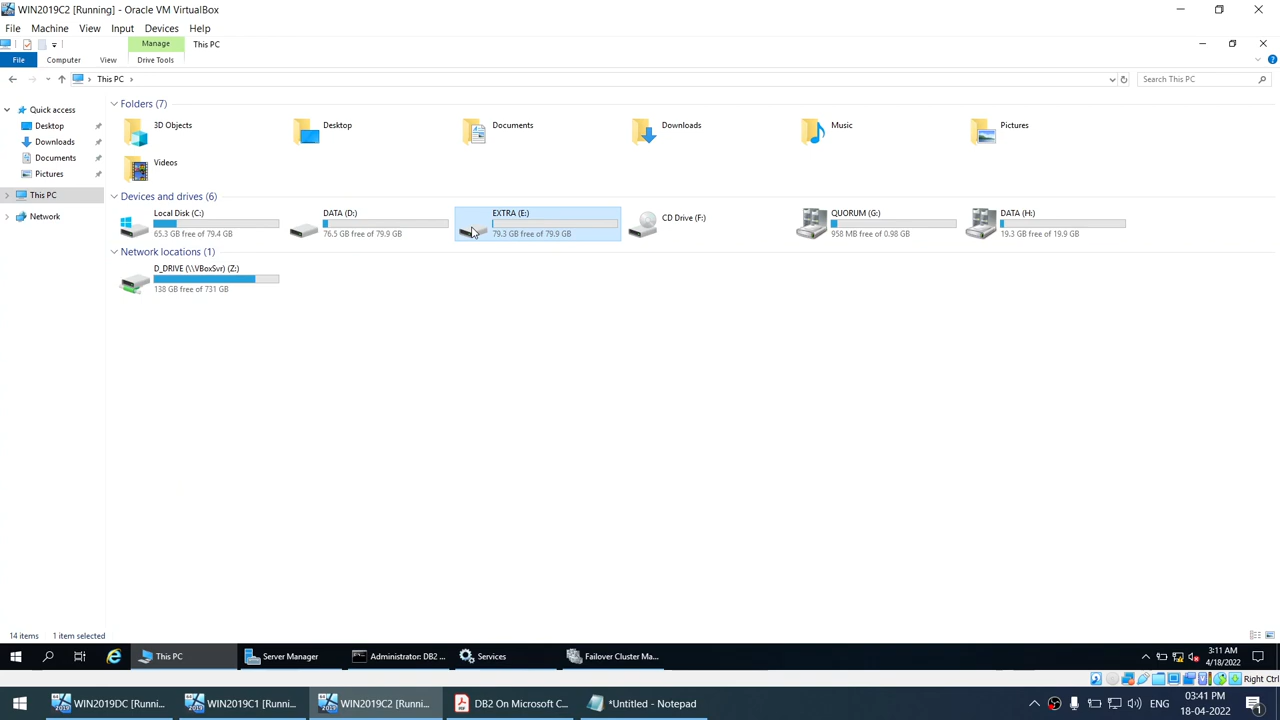 WIN2019C2 [Running] - Oracle VM VirtualBox
File Machine View Input Devices Help
Manage This PC
File Computer View Drive Tools
This PC
Search This PC
Quick access
Desktop
Downloads
Documents
Pictures
This PC
Network
Folders (7)
3D Objects Desktop Documents Downloads Music Pictures
Videos
Devices and drives (6)
Local Disk (C:)
65.3 GB free of 79.4 GB
DATA (D:)
76.5 GB free of 79.9 GB
EXTRA (E:)
79.3 GB free of 79.9 GB
CD Drive (F:)
QUORUM (G:)
958 MB free of 0.98 GB
DATA (H:)
19.3 GB free of 19.9 GB
Network locations (1)
D_DRIVE (\\VBoxSvr) (Z:)
138 GB free of 731 GB
14 items 1 item selected
This PC Server Manager Administrator: DB2 ... Services Failover Cluster Ma...
3:11 AM
4/18/2022
Right Ctrl
WIN2019DC [Runnin... WIN2019C1 [Runnin... WIN2019C2 [Runnin... DB2 On Microsoft C... *Untitled - Notepad
ENG
03:41 PM
18-04-2022
1